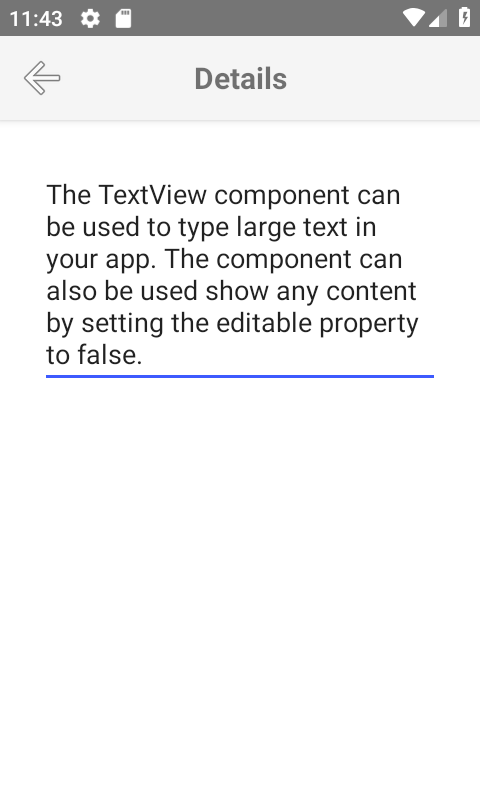 11:43
Details
The TextView component can
be used to type large text in
your app. The component can
also be used show any content
by setting the editable property
to false.